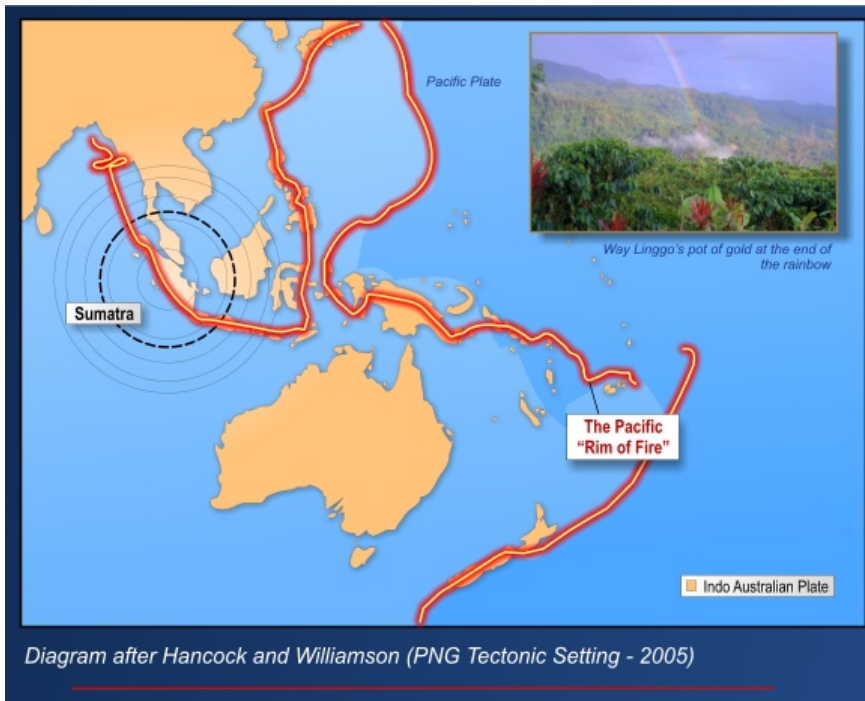 Pacific Plate
Way Linggo's pot of gold at the end of
the rainbow
Sumatra
The Pacific
“Rim of Fire”
Indo Australian Plate
Diagram after Hancock and Williamson (PNG Tectonic Setting - 2005)